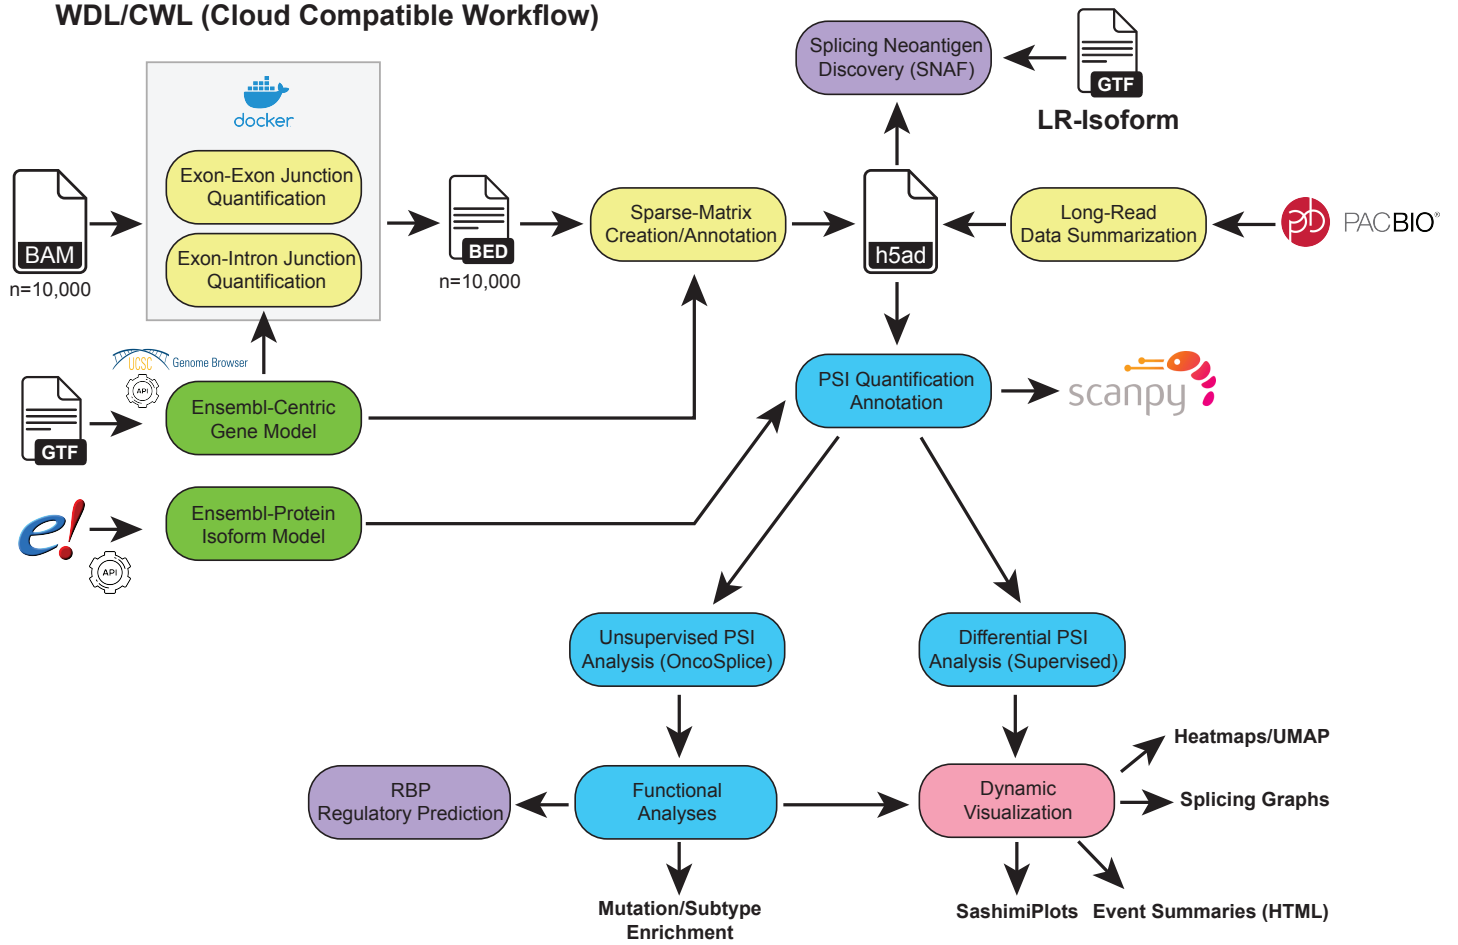 WDL/CWL (Cloud Compatible Workflow)
Splicing Neoantigen
Discovery (SNAF)
GTF
LR-Isoform
docker
Exon-Exon Junction
Quantification
Exon-Intron Junction
Quantification
BAM
n=10,000
BED
n=10,000
Sparse-Matrix
Creation/Annotation
h5ad
Long-Read
Data Summarization
pb PACBIO®
UCSC Genome Browser
API
GTF
Ensembl-Centric
Gene Model
PSI Quantification
Annotation
scanpy
e!
API
Ensembl-Protein
Isoform Model
Unsupervised PSI
Analysis (OncoSplice)
Differential PSI
Analysis (Supervised)
RBP
Regulatory Prediction
Functional
Analyses
Dynamic
Visualization
Heatmaps/UMAP
Splicing Graphs
Mutation/Subtype
Enrichment
SashimiPlots
Event Summaries (HTML)